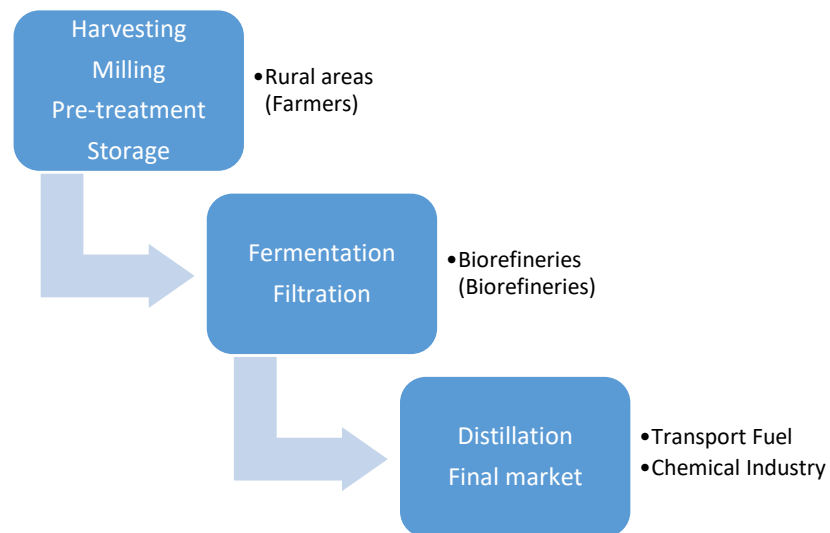 Harvesting
Milling
Pre-treatment
Storage
•Rural areas
(Farmers)
Fermentation
Filtration
•Biorefineries
(Biorefineries)
Distillation
Final market
•Transport Fuel
•Chemical Industry